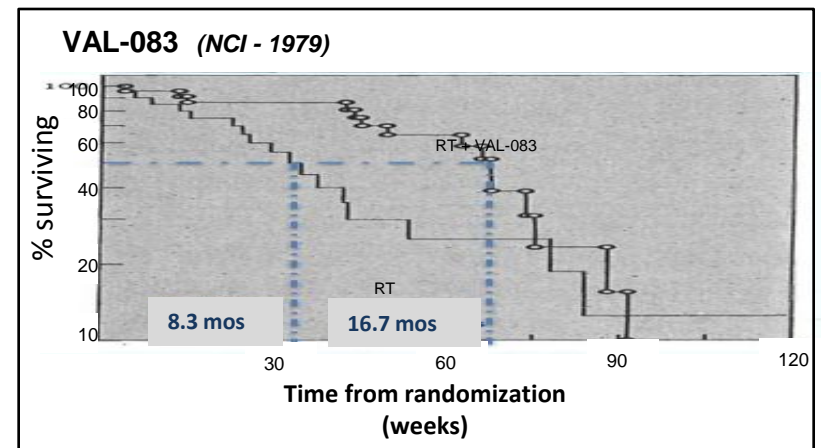 VAL-083 (NCI - 1979)
100
80
60
40
20
10
% surviving
RT + VAL-083
RT
8.3 mos
16.7 mos
30
60
90
120
Time from randomization
(weeks)